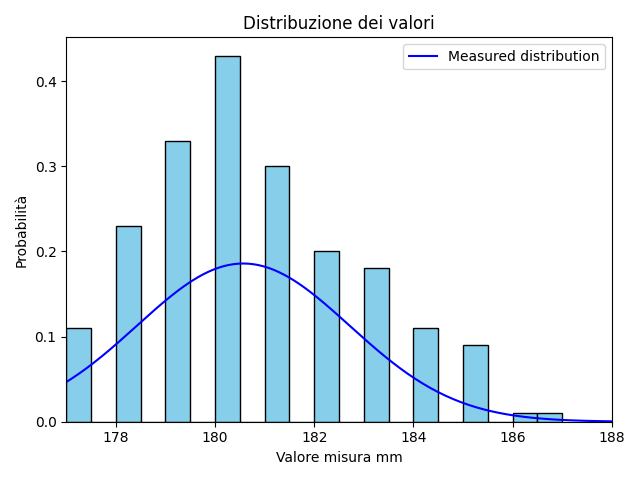 Distribuzione dei valori
Measured distribution
0.4
0.3
0.2
0.1
0.0
Probabilità
178 180 182 184 186 188
Valore misura mm